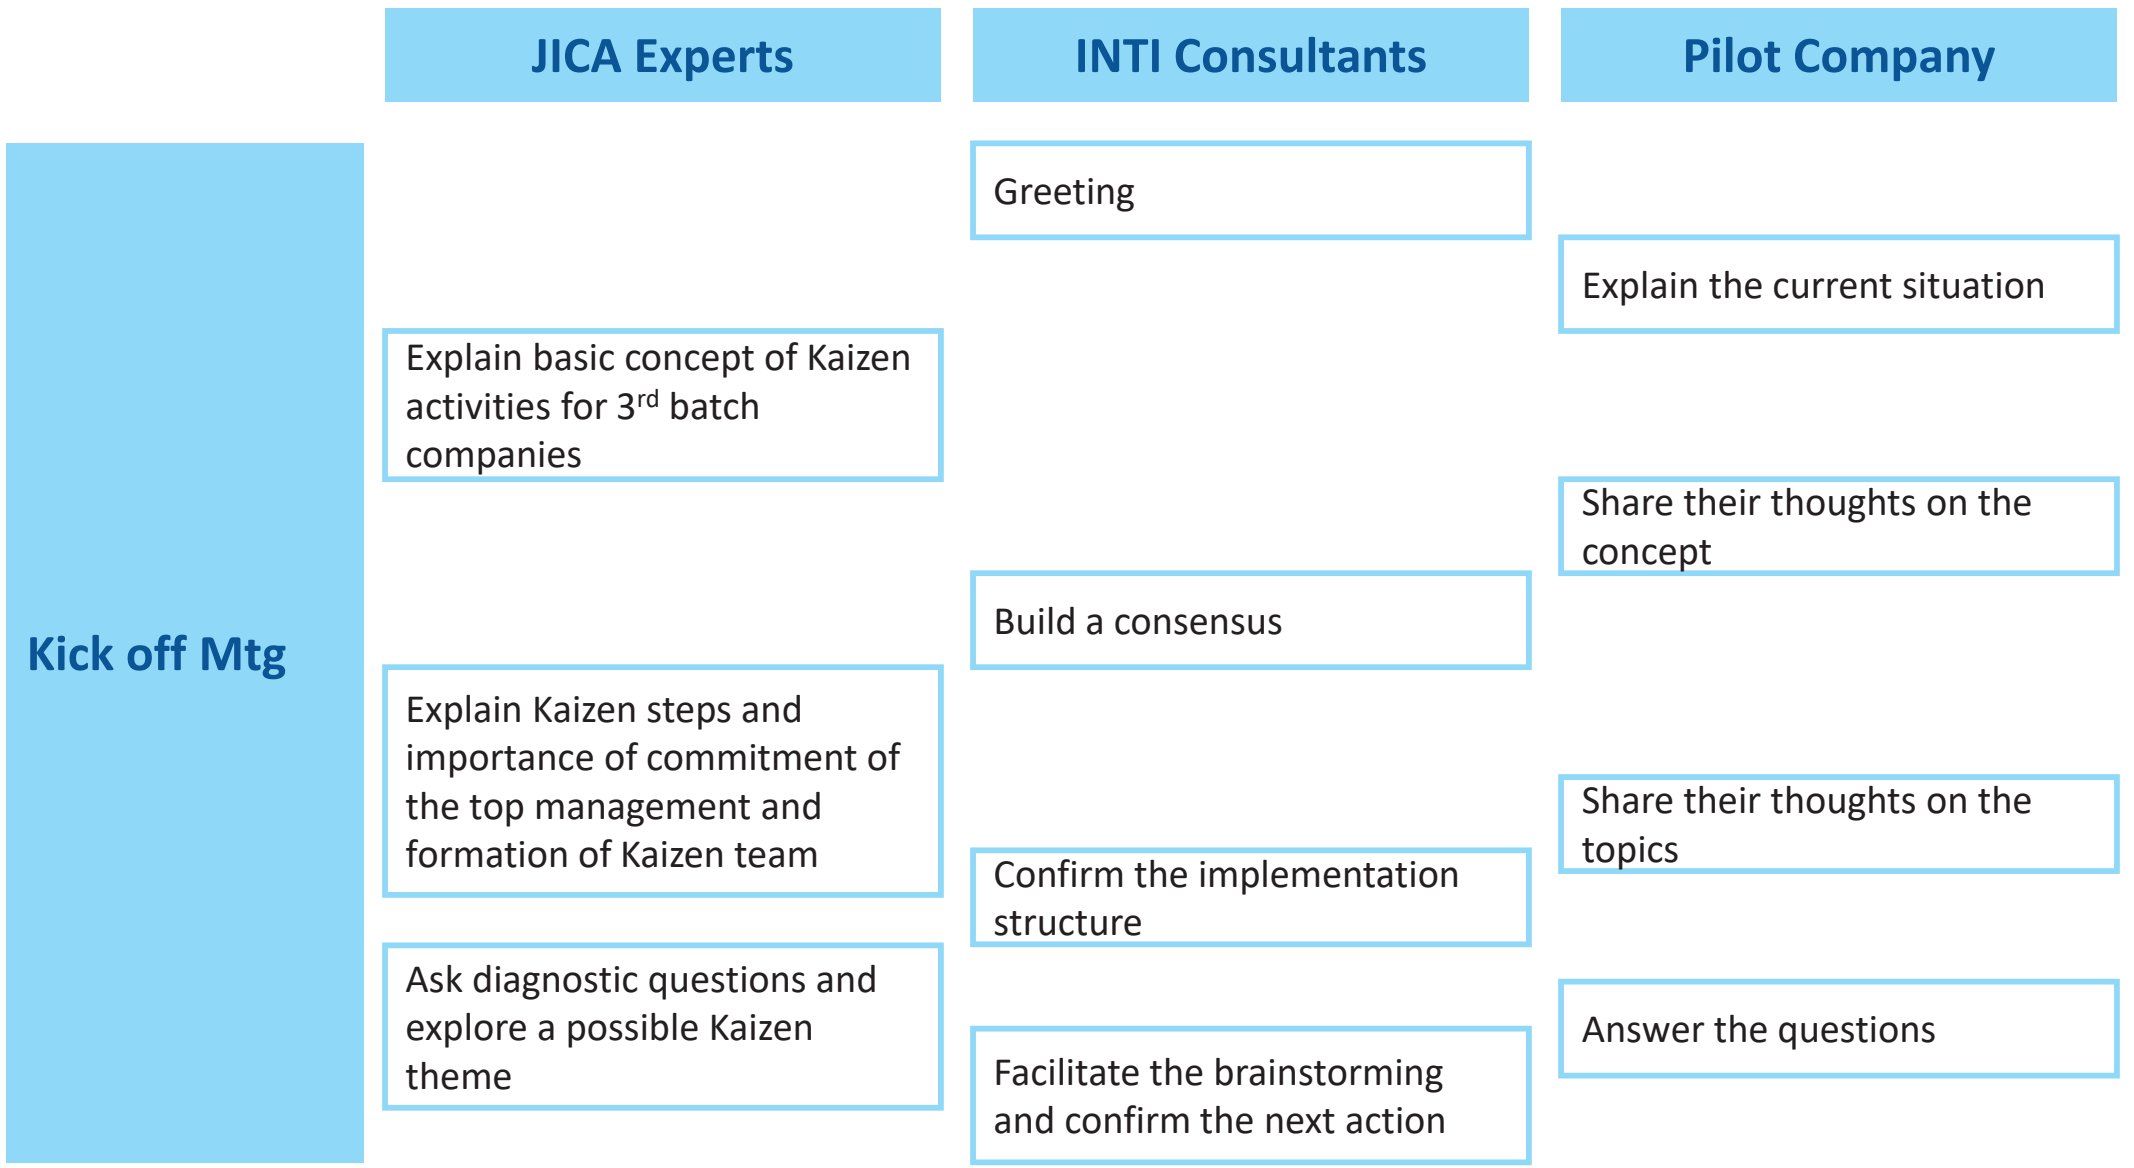 JICA Experts
INTI Consultants
Pilot Company
Kick off Mtg
Greeting
Explain the current situation
Explain basic concept of Kaizen
activities for 3rd batch
companies
Share their thoughts on the
concept
Build a consensus
Explain Kaizen steps and
importance of commitment of
the top management and
formation of Kaizen team
Share their thoughts on the
topics
Confirm the implementation
structure
Ask diagnostic questions and
explore a possible Kaizen
theme
Answer the questions
Facilitate the brainstorming
and confirm the next action